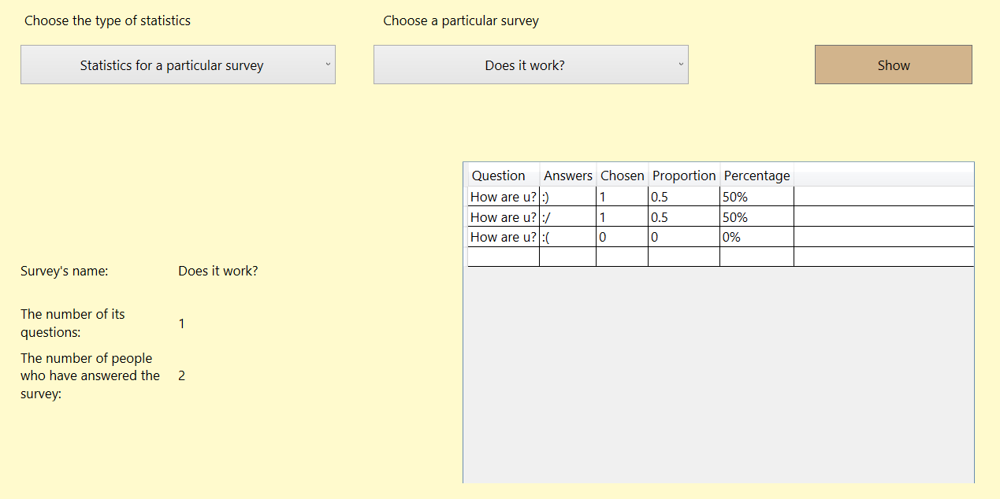 Choose the type of statistics
Choose a particular survey
Statistics for a particular survey
Does it work?
Show
Question Answers Chosen Proportion Percentage
How are u? :) 1 0.5 50%
How are u? :/ 1 0.5 50%
How are u? :( 0 0 0%
Survey's name: Does it work?
The number of its
questions:
1
The number of people
who have answered the
survey:
2